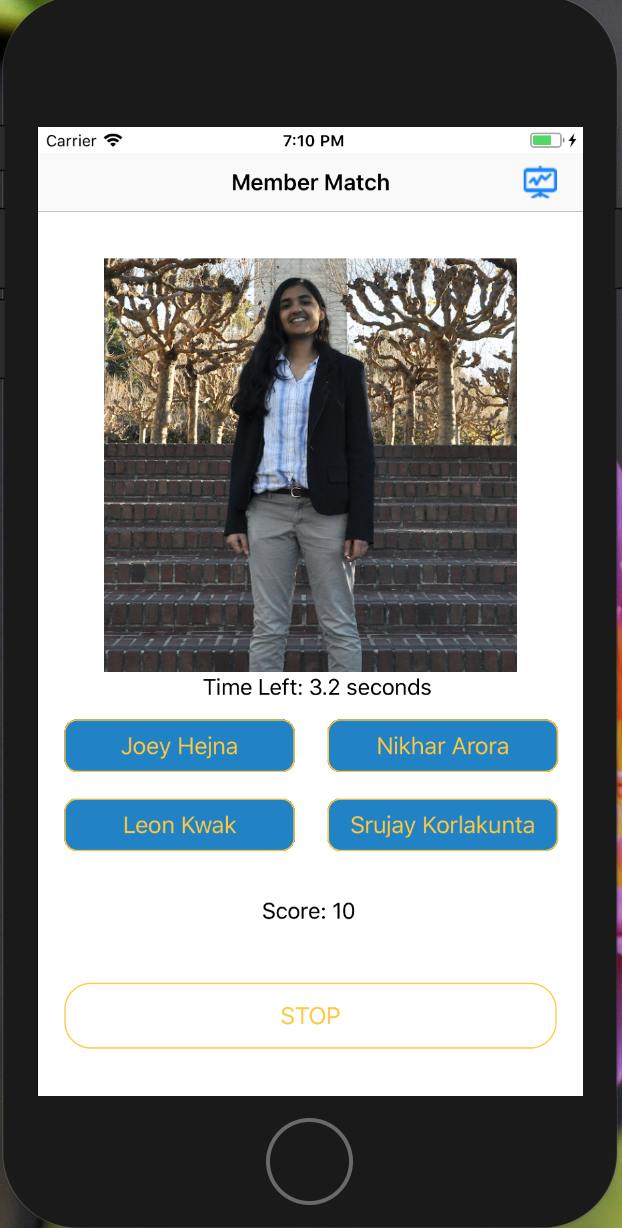 Carrier 7:10 PM
Member Match
Time Left: 3.2 seconds
Joey Hejna Nikhar Arora
Leon Kwak Srujay Korlakunta
Score: 10
STOP